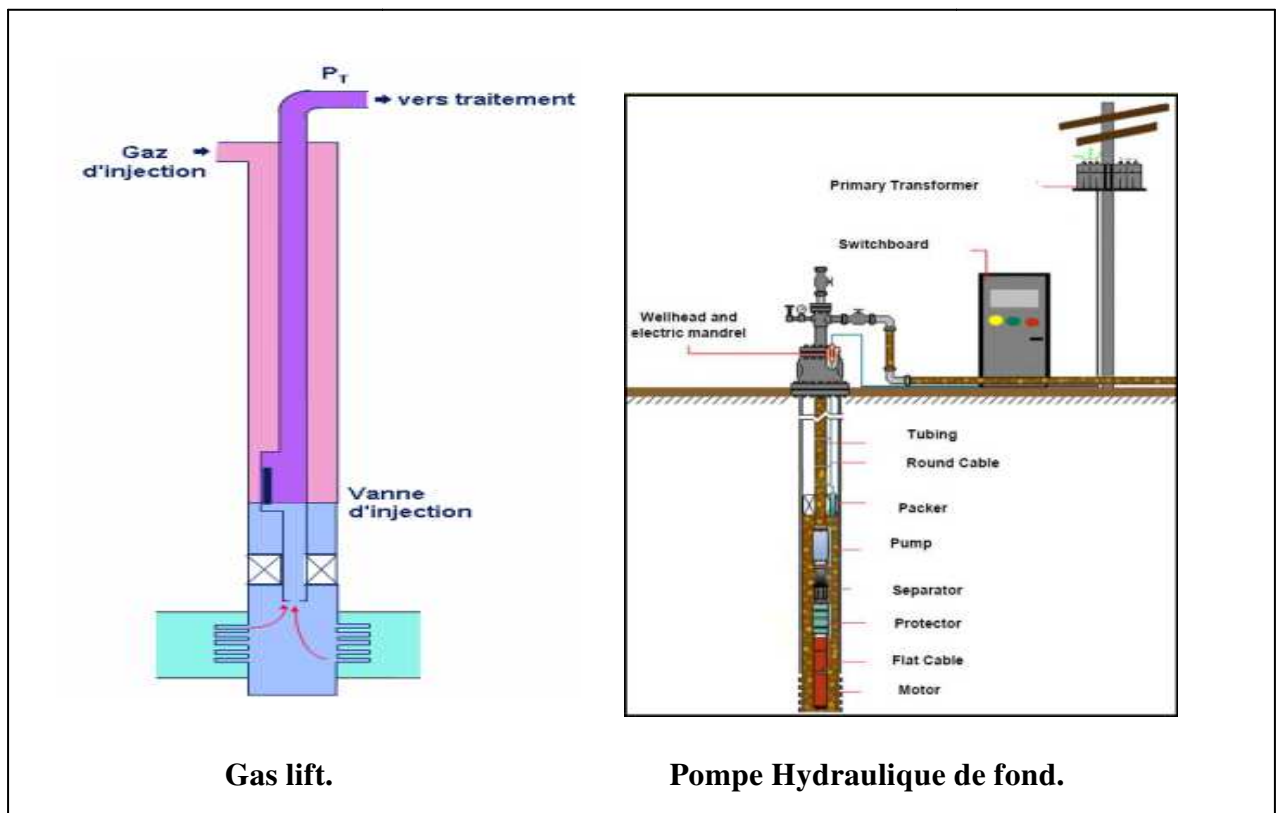 P_T
vers traitement
Gaz
d'injection
Vanne
d'injection
Gas lift.
Primary Transformer
Switchboard
Wellhead and
electric mandrel
Tubing
Round Cable
Packer
Pump
Separator
Protector
Flat Cable
Motor
Pompe Hydraulique de fond.